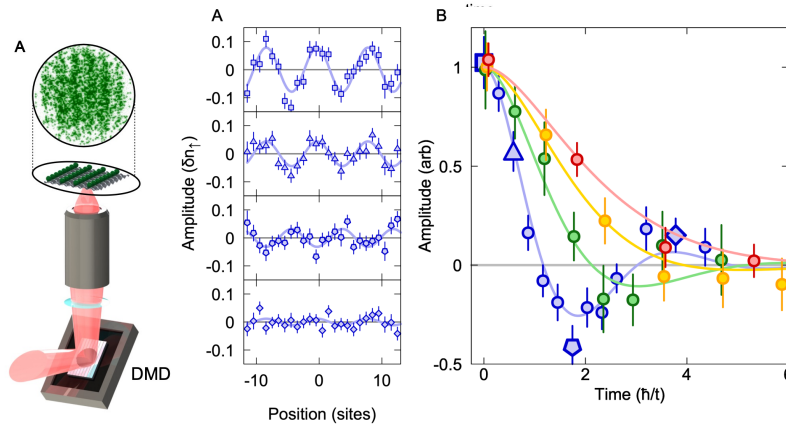 time
A
A
B
Amplitude (δn↑)
0.1
0
-0.1
0.1
0
-0.1
0.1
0
-0.1
0.1
0
-0.1
-10
0
10
Position (sites)
DMD
Amplitude (arb)
1
0.5
0
-0.5
0
2
4
6
Time (ħ/t)